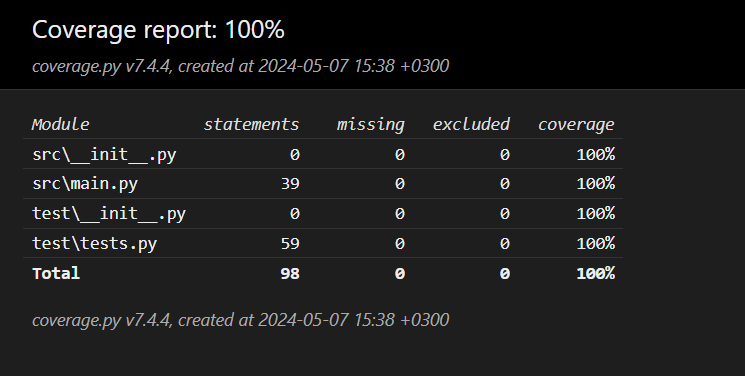 Coverage report: 100%
coverage.py v7.4.4, created at 2024-05-07 15:38 +0300
Module statements missing excluded coverage
src\__init__.py 0 0 0 100%
src\main.py 39 0 0 100%
test\__init__.py 0 0 0 100%
test\tests.py 59 0 0 100%
Total 98 0 0 100%
coverage.py v7.4.4, created at 2024-05-07 15:38 +0300